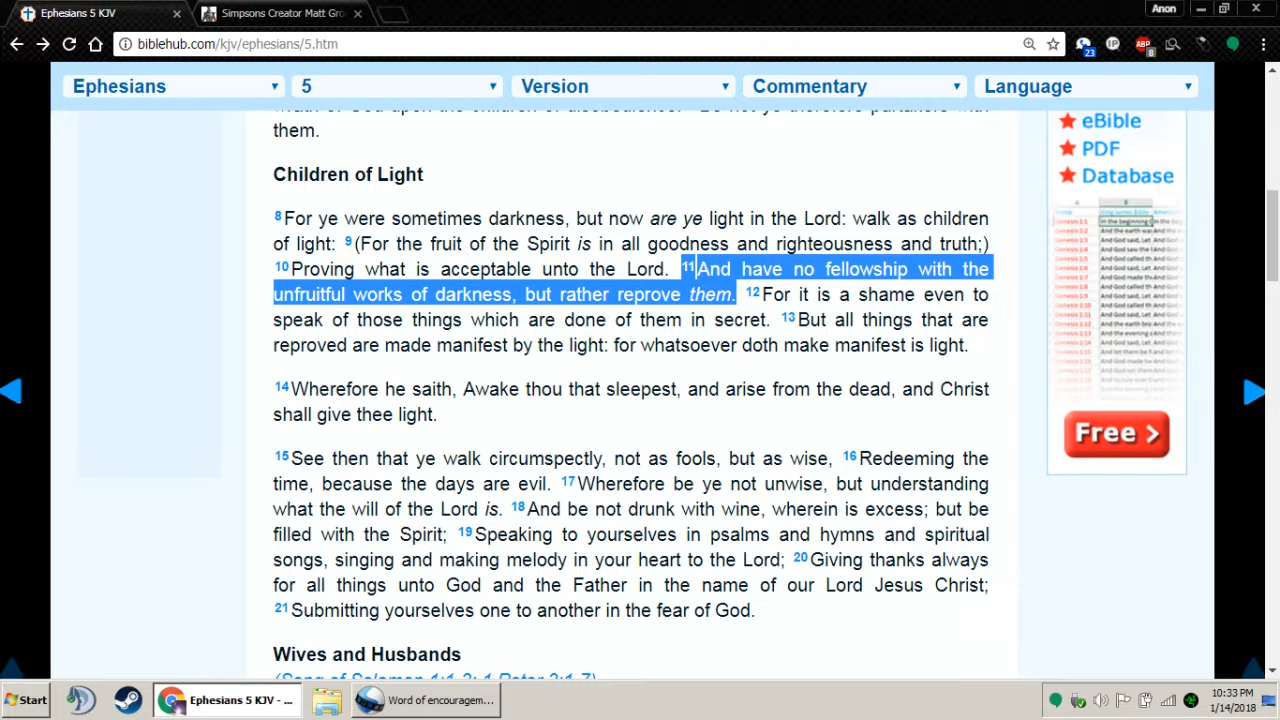 Ephesians 5 KJV
Simpsons Creator Matt Gro
Anon
biblehub.com/kjv/ephesians/5.htm
23
IP
ABP
8
Ephesians
5
Version
Commentary
Language
them.
eBible
PDF
Database
Children of Light
8For ye were sometimes darkness, but now are ye light in the Lord: walk as children
of light: 9(For the fruit of the Spirit is in all goodness and righteousness and truth;)
10Proving what is acceptable unto the Lord. 11And have no fellowship with the
unfruitful works of darkness, but rather reprove them. 12For it is a shame even to
speak of those things which are done of them in secret. 13But all things that are
reproved are made manifest by the light: for whatsoever doth make manifest is light.
14Wherefore he saith, Awake thou that sleepest, and arise from the dead, and Christ
shall give thee light.
Free >
15See then that ye walk circumspectly, not as fools, but as wise, 16Redeeming the
time, because the days are evil. 17Wherefore be ye not unwise, but understanding
what the will of the Lord is. 18And be not drunk with wine, wherein is excess; but be
filled with the Spirit; 19Speaking to yourselves in psalms and hymns and spiritual
songs, singing and making melody in your heart to the Lord; 20Giving thanks always
for all things unto God and the Father in the name of our Lord Jesus Christ;
21Submitting yourselves one to another in the fear of God.
Wives and Husbands
Start
Ephesians 5 KJV - ...
Word of encouragem...
10:33 PM
1/14/2018